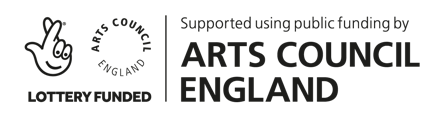 ARTS COUNCIL
ENGLAND
LOTTERY FUNDED
Supported using public funding by
ARTS COUNCIL
ENGLAND